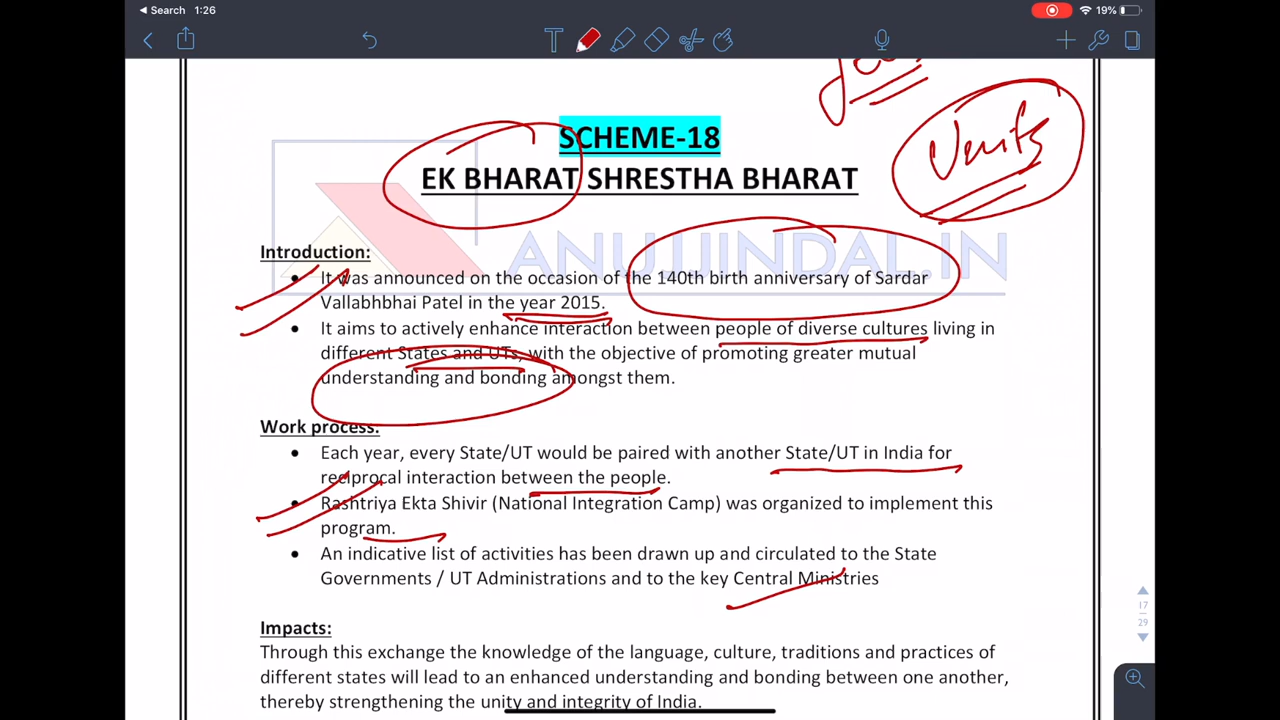 Search 1:26
19%
SCHEME-18
EK BHARAT SHRESTHA BHARAT
Unity
ANUJJINDAL.IN
Introduction:
• It was announced on the occasion of the 140th birth anniversary of Sardar
Vallabhbhai Patel in the year 2015.
• It aims to actively enhance interaction between people of diverse cultures living in
different States and UTs, with the objective of promoting greater mutual
understanding and bonding amongst them.
Work process:
• Each year, every State/UT would be paired with another State/UT in India for
reciprocal interaction between the people.
• Rashtriya Ekta Shivir (National Integration Camp) was organized to implement this
program.
• An indicative list of activities has been drawn up and circulated to the State
Governments / UT Administrations and to the key Central Ministries
17
29
Impacts:
Through this exchange the knowledge of the language, culture, traditions and practices of
different states will lead to an enhanced understanding and bonding between one another,
thereby strengthening the unity and integrity of India.